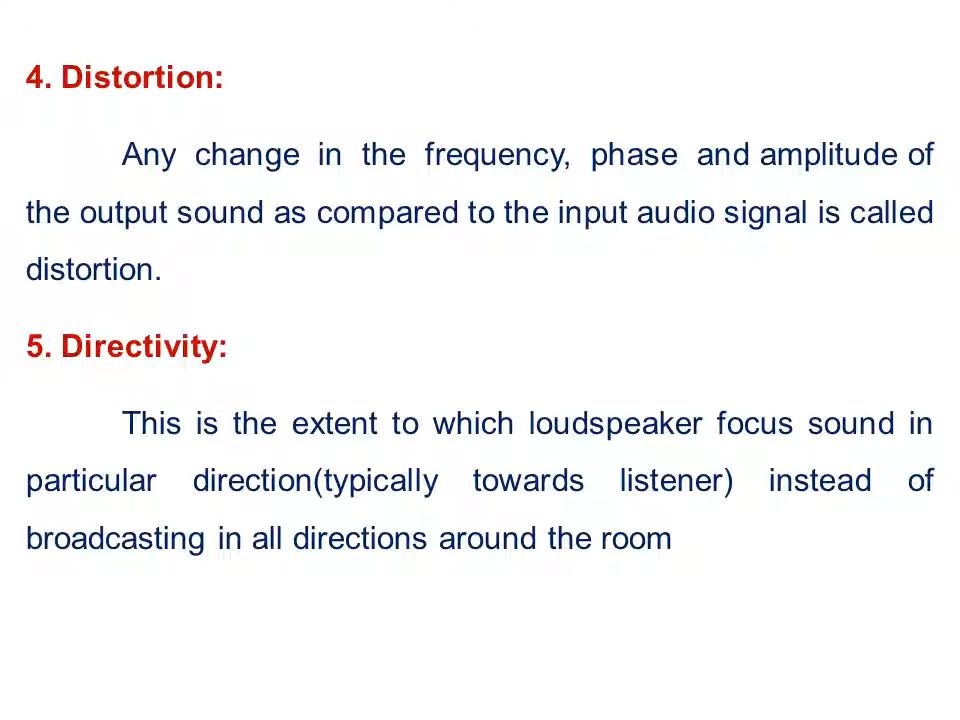 4. Distortion:
Any change in the frequency, phase and amplitude of
the output sound as compared to the input audio signal is called
distortion.
5. Directivity:
This is the extent to which loudspeaker focus sound in
particular direction(typically towards listener) instead of
broadcasting in all directions around the room